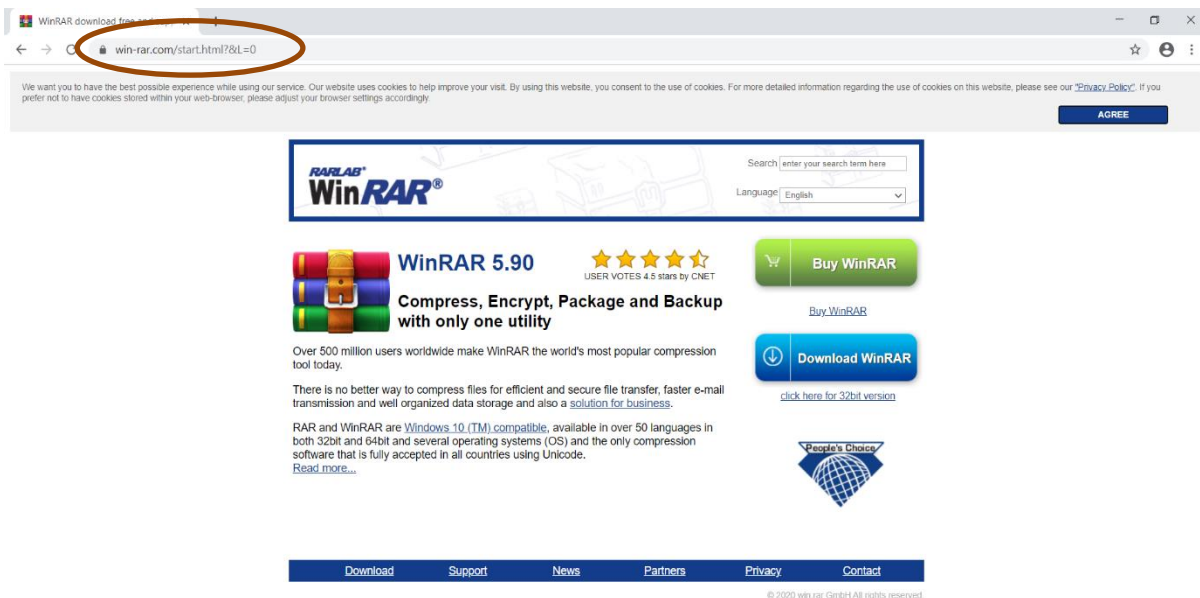 WinRAR download free and
win-rar.com/start.html?&L=0
We want you to have the best possible experience while using our service. Our website uses cookies to help improve your visit. By using this website, you consent to the use of cookies. For more detailed information regarding the use of cookies on this website, please see our "Privacy Policy". If you
prefer not to have cookies stored within your web-browser, please adjust your browser settings accordingly.
AGREE
RARLAB®
WinRAR®
Search enter your search term here
Language English
WinRAR 5.90
USER VOTES 4.5 stars by CNET
Compress, Encrypt, Package and Backup
with only one utility
Over 500 million users worldwide make WinRAR the world's most popular compression
tool today.
There is no better way to compress files for efficient and secure file transfer, faster e-mail
transmission and well organized data storage and also a solution for business.
RAR and WinRAR are Windows 10 (TM) compatible, available in over 50 languages in
both 32bit and 64bit and several operating systems (OS) and the only compression
software that is fully accepted in all countries using Unicode.
Read more...
Buy WinRAR
Buy WinRAR
Download WinRAR
click here for 32bit version
People's Choice
Download Support News Partners Privacy Contact
© 2020 win.rar GmbH All rights reserved